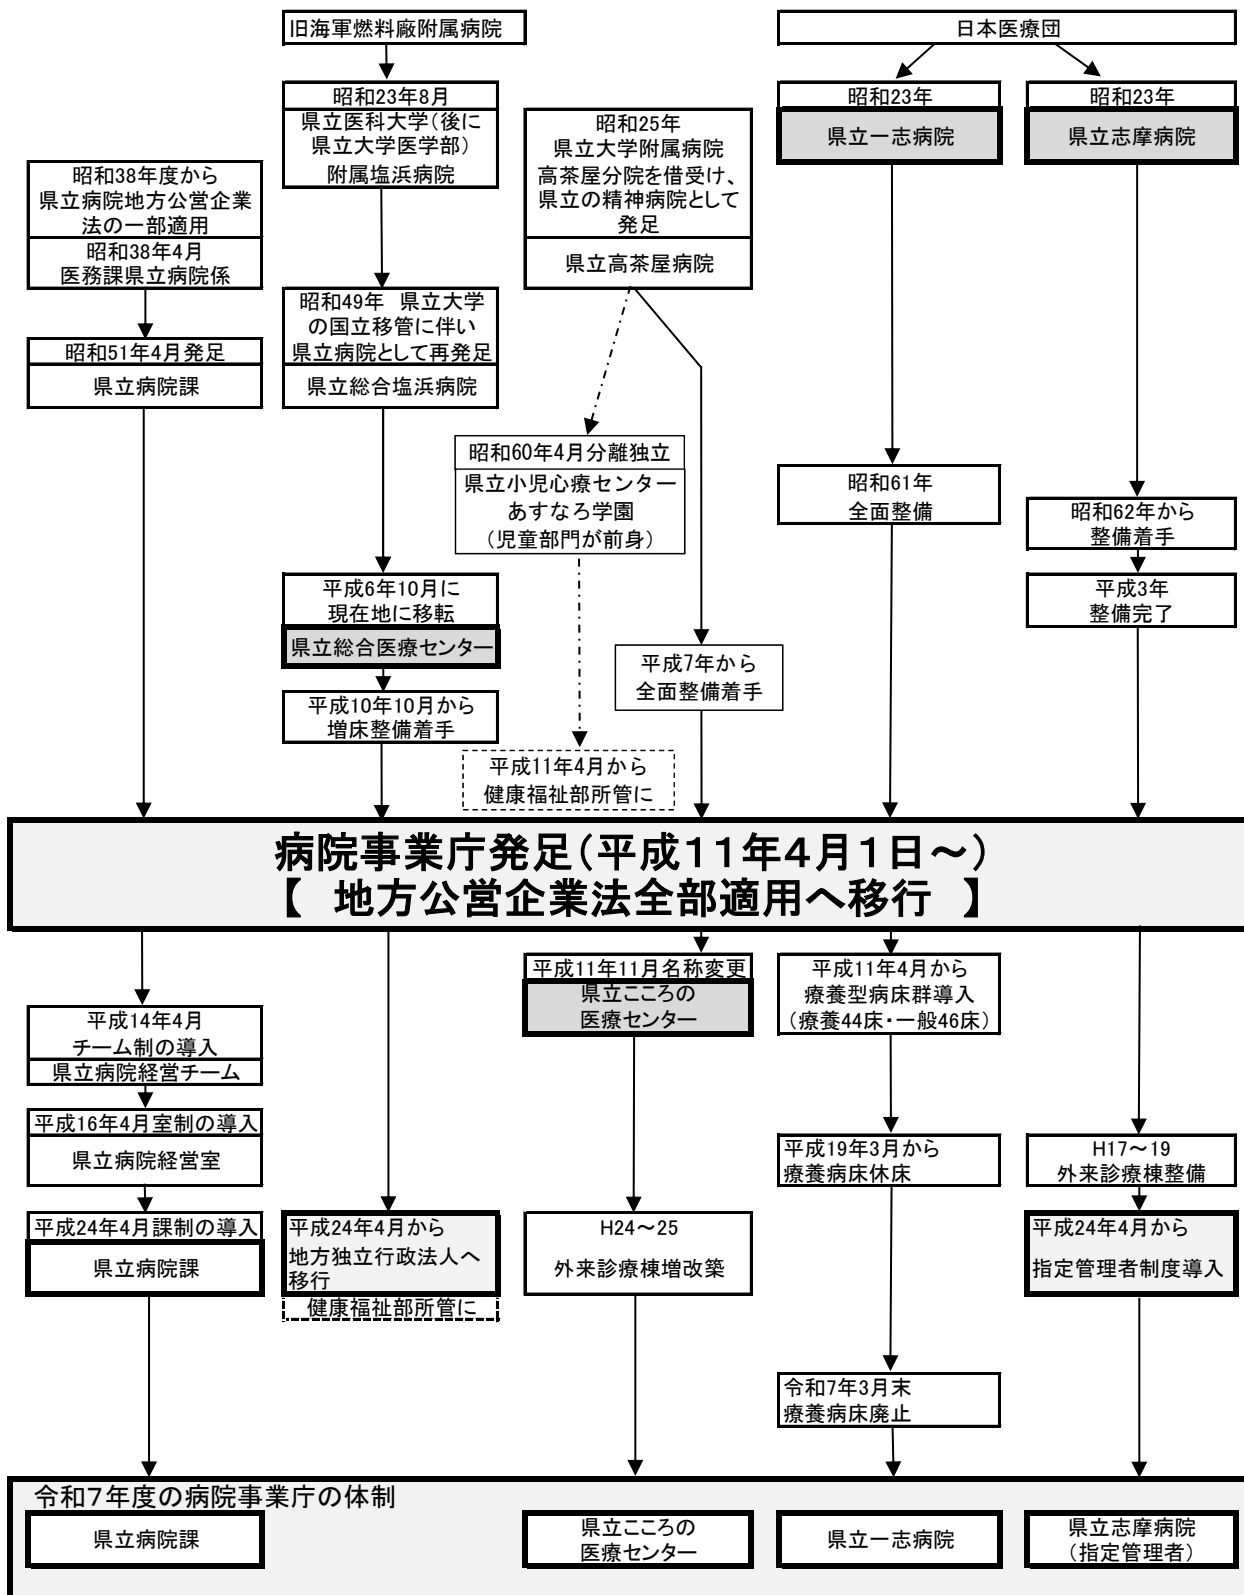 旧海軍燃料廠附属病院
日本医療団
昭和23年8月
県立医科大学（後に
県立大学医学部）
附属塩浜病院
昭和25年
県立大学附属病院
高茶屋分院を借受け、
県立の精神病院として
発足
県立高茶屋病院
昭和23年
県立一志病院
昭和23年
県立志摩病院
昭和38年度から
県立病院地方公営企業
法の一部適用
昭和38年4月
医務課県立病院係
昭和49年　県立大学
の国立移管に伴い
県立病院として再発足
県立総合塩浜病院
昭和51年4月発足
県立病院課
昭和60年4月分離独立
県立小児心療センター
あすなろ学園
（児童部門が前身）
昭和61年
全面整備
昭和62年から
整備着手
平成3年
整備完了
平成6年10月に
現在地に移転
県立総合医療センター
平成10年10月から
増床整備着手
平成7年から
全面整備着手
平成11年4月から
健康福祉部所管に
病院事業庁発足（平成１１年４月１日～）
【　地方公営企業法全部適用へ移行　】
平成11年11月名称変更
県立こころの
医療センター
平成11年4月から
療養型病床群導入
（療養44床・一般46床）
平成14年4月
チーム制の導入
県立病院経営チーム
平成16年4月室制の導入
県立病院経営室
平成19年3月から
療養病床休床
H17～19
外来診療棟整備
平成24年4月課制の導入
県立病院課
平成24年4月から
地方独立行政法人へ
移行
健康福祉部所管に
H24～25
外来診療棟増改築
平成24年4月から
指定管理者制度導入
令和7年3月末
療養病床廃止
令和７年度の病院事業庁の体制
県立病院課
県立こころの
医療センター
県立一志病院
県立志摩病院
（指定管理者）